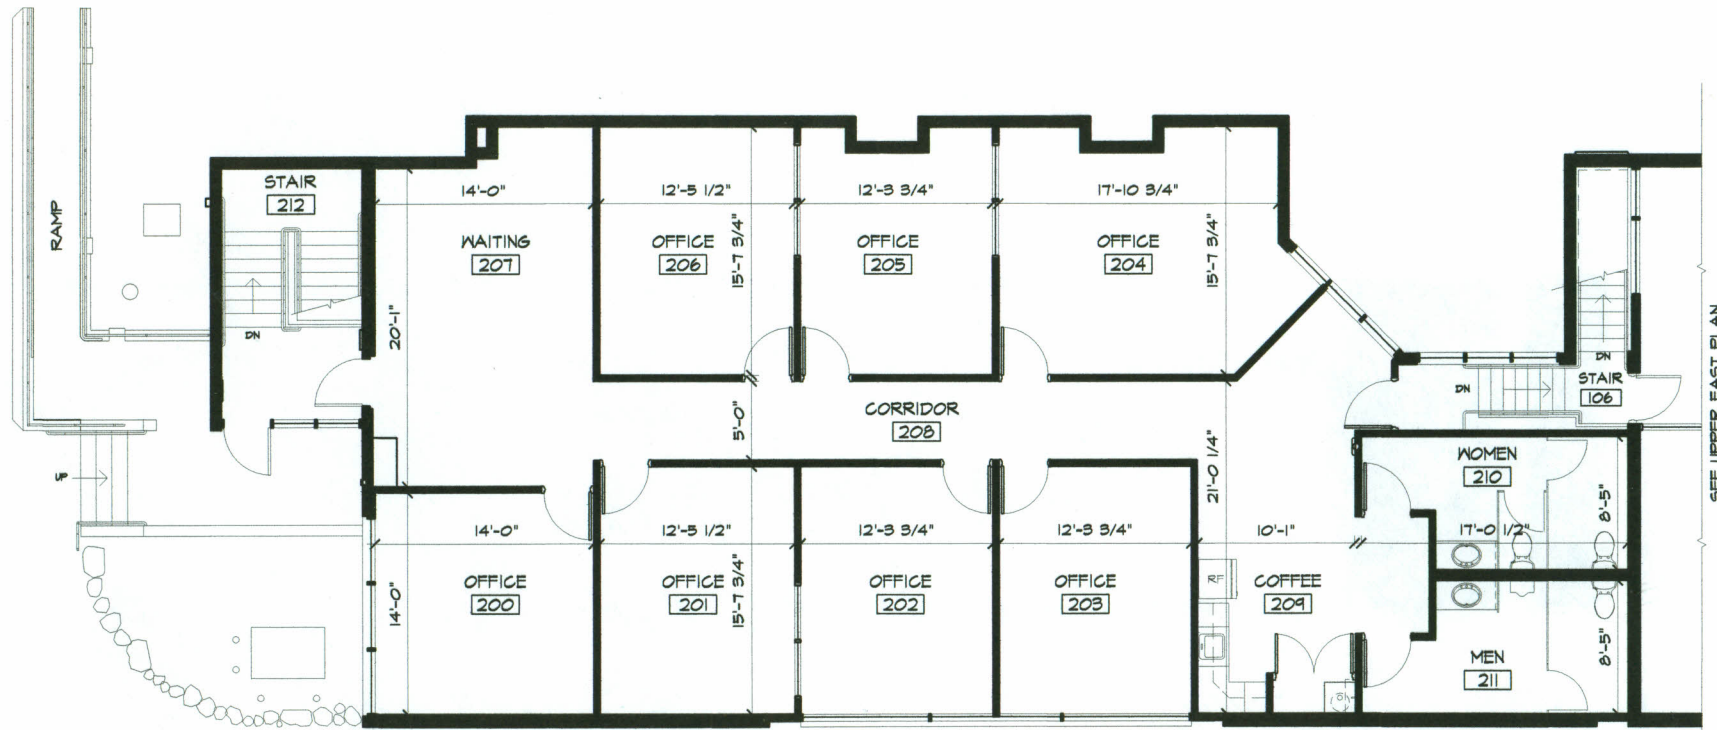 RAMP
STAIR
212
DN
UP
14'-0"
WAITING
207
20'-1"
12'-5 1/2"
OFFICE
206
15'-7 3/4"
12'-3 3/4"
OFFICE
205
17'-10 3/4"
OFFICE
204
15'-7 3/4"
CORRIDOR
208
5'-0"
21'-0 1/4"
DN
DN
STAIR
106
SEE UPPER EAST PLAN
14'-0"
OFFICE
200
14'-0"
12'-5 1/2"
OFFICE
201
15'-7 3/4"
12'-3 3/4"
OFFICE
202
12'-3 3/4"
OFFICE
203
10'-1"
RF
COFFEE
209
WOMEN
210
17'-0 1/2"
8'-5"
MEN
211
8'-5"